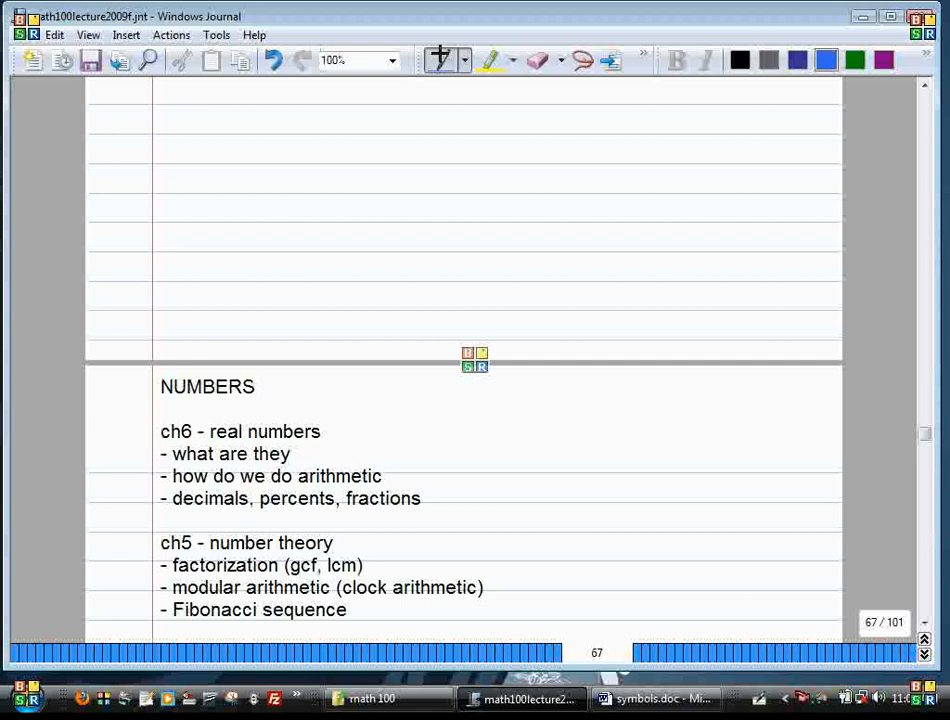 ath100lecture2009f.jnt - Windows Journal
Edit View Insert Actions Tools Help
100%
B I
NUMBERS
ch6 - real numbers
- what are they
- how do we do arithmetic
- decimals, percents, fractions
ch5 - number theory
- factorization (gcf, lcm)
- modular arithmetic (clock arithmetic)
- Fibonacci sequence
67 / 101
67
math 100
math100lecture2...
symbols.doc - Mi...